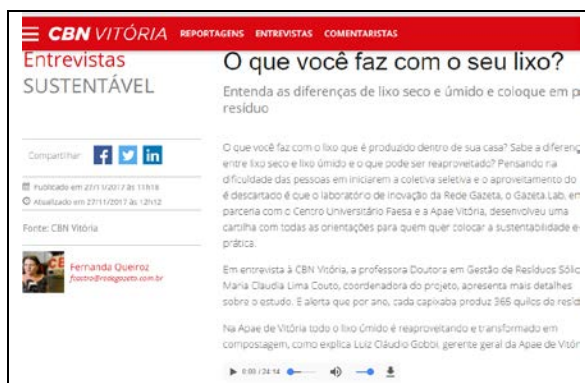 CBN VITÓRIA REPORTAGENS ENTREVISTAS COMENTARISTAS
Entrevistas
SUSTENTÁVEL
Compartilhar
Publicado em 27/11/2017 às 11h18
Atualizado em 27/11/2017 às 12h12
Fonte: CBN Vitória
Fernanda Queiroz
O que você faz com o seu lixo?
Entenda as diferenças de lixo seco e úmido e coloque em p
resíduo
O que você faz com o lixo que é produzido dentro de sua casa? Sabe a diferenç
entre lixo seco e lixo úmido e o que pode ser reaproveitado? Pensando na
dificuldade das pessoas em iniciarem a coletiva seletiva e o aproveitamento do
é descartado é que o laboratório de inovação da Rede Gazeta, o Gazeta.Lab, em
parceria com o Centro Universitário Faesa e a Apae Vitória, desenvolveu uma
cartilha com todas as orientações para quem quer colocar a sustentabilidade e
prática.
Em entrevista à CBN Vitória, a professora Doutora em Gestão de Resíduos Sólid
Maria Claudia Lima Couto, coordenadora do projeto, apresenta mais detalhes
sobre o estudo. E alerta que por ano, cada capixaba produz 365 quilos de resíd
Na Apae de Vitória todo o lixo úmido é reaproveitando e transformado em
compostagem, como explica Luiz Cláudio Gobbi, gerente geral da Apae de Vitór
0:00 / 24:14